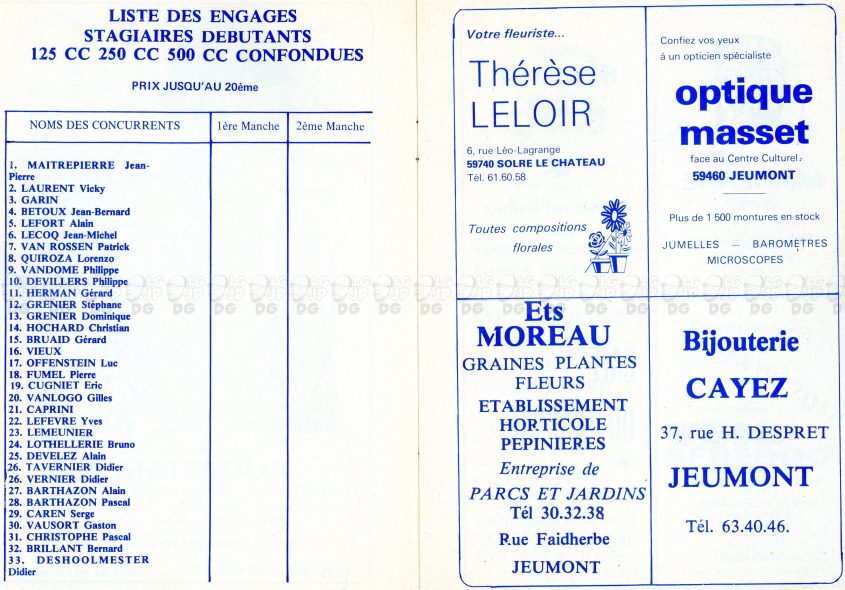 LISTE DES ENGAGES
STAGIAIRES DEBUTANTS
125 CC 250 CC 500 CC CONFONDUES
PRIX JUSQU'AU 20ème
NOMS DES CONCURRENTS
1ère Manche
2ème Manche
1. MAITREPIERRE Jean-
Pierre
2. LAURENT Vicky
3. GARIN
4. BETOUX Jean-Bernard
5. LEFORT Alain
6. LECOQ Jean-Michel
7. VAN ROSSEN Patrick
8. QUIROZA Lorenzo
9. VANDOME Philippe
10. DEVILLERS Philippe
11. HERMAN Gérard
12. GRENIER Stéphane
13. GRENIER Dominique
14. HOCHARD Christian
15. BRUAID Gérard
16. VIEUX
17. OFFENSTEIN Luc
18. FUMEL Pierre
19. CUGNIET Eric
20. VANLOGO Gilles
21. CAPRINI
22. LEFEVRE Yves
23. LEMEUNIER
24. LOTHELLERIE Bruno
25. DEVELEZ Alain
26. TAVERNIER Didier
26. VERNIER Didier
27. BARTHAZON Alain
28. BARTHAZON Pascal
29. CAREN Serge
30. VAUSORT Gaston
31. CHRISTOPHE Pascal
32. BRILLANT Bernard
33. DESHOOLMESTER
Didier
Votre fleuriste...
Thérèse
LELOIR
6, rue Léo-Lagrange
59740 SOLRE LE CHATEAU
Tél. 61.60.58
Toutes compositions
florales
Confiez vos yeux
à un opticien spécialiste
optique
masset
face au Centre Culturel
59460 JEUMONT
Plus de 1 500 montures en stock
JUMELLES — BAROMETRES
MICROSCOPES
Ets
MOREAU
GRAINES PLANTES
FLEURS
ETABLISSEMENT
HORTICOLE
PEPINIERES
Entreprise de
PARCS ET JARDINS
Tél 30.32.38
Rue Faidherbe
JEUMONT
Bijouterie
CAYEZ
37, rue H. DESPRET
JEUMONT
Tél. 63.40.46.